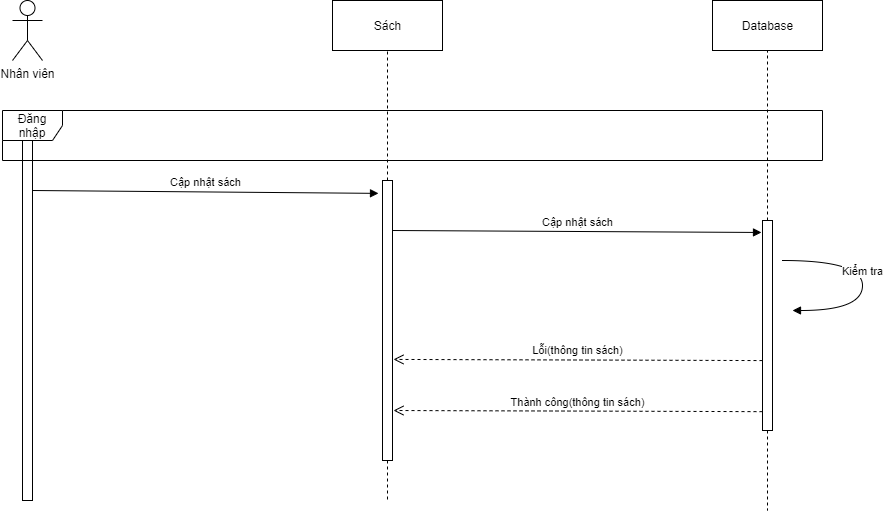 Sách
Database
Nhân viên
Đăng
nhập
Cập nhật sách
Cập nhật sách
Kiểm tra
Lỗi(thông tin sách)
Thành công(thông tin sách)